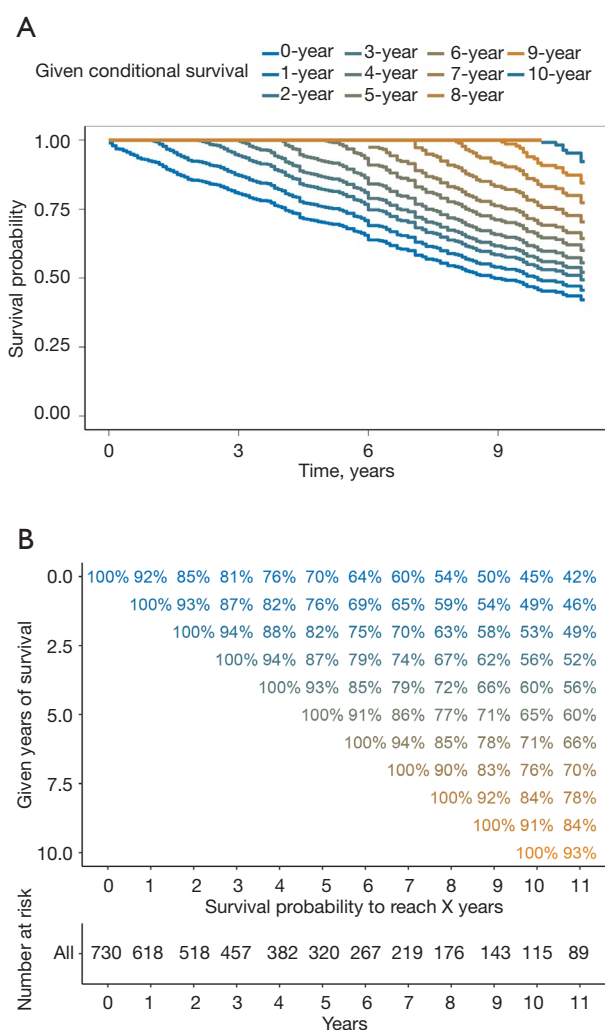 A
Given conditional survival
0-year 3-year 6-year 9-year
1-year 4-year 7-year 10-year
2-year 5-year 8-year
1.00
0.75
0.50
0.25
0.00
Survival probability
0 3 6 9
Time, years
B
0.0 100% 92% 85% 81% 76% 70% 64% 60% 54% 50% 45% 42%
100% 93% 87% 82% 76% 69% 65% 59% 54% 49% 46%
2.5 100% 94% 88% 82% 75% 70% 63% 58% 53% 49%
100% 94% 87% 79% 74% 67% 62% 56% 52%
100% 93% 85% 79% 72% 66% 60% 56%
5.0 100% 91% 86% 77% 71% 65% 60%
100% 94% 85% 78% 71% 66%
7.5 100% 90% 83% 76% 70%
100% 92% 84% 78%
100% 91% 84%
10.0 100% 93%
Given years of survival
0 1 2 3 4 5 6 7 8 9 10 11
Survival probability to reach X years
Number at risk
All 730 618 518 457 382 320 267 219 176 143 115 89
0 1 2 3 4 5 6 7 8 9 10 11
Years